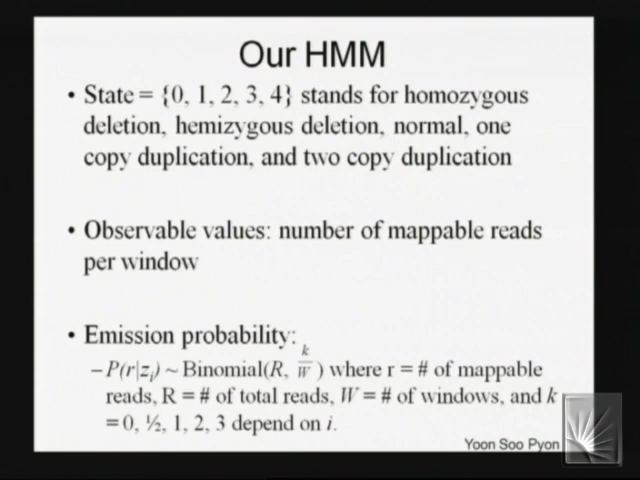 Our HMM
• State = {0, 1, 2, 3, 4} stands for homozygous
deletion, hemizygous deletion, normal, one
copy duplication, and two copy duplication
• Observable values: number of mappable reads
per window
• Emission probability:
– P(r|z_i) ~ Binomial(R, k/W) where r = # of mappable
reads, R = # of total reads, W = # of windows, and k
= 0, ½, 1, 2, 3 depend on i.
Yoon Soo Pyon